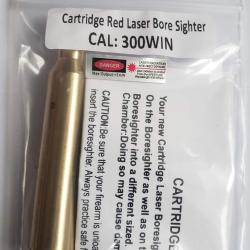 Cartridge Red Laser Bore Sighter
CAL: 300WIN
DANGER
CARTRIDGE
Your new Cartridge Laser Boresi
On the Boresighter as well as on t
Boresighter into a different sized
Chamber:Doing so may cause da
CAUTION:Be sure that your firearm is unloa
insert the boresighter. Always practice safe